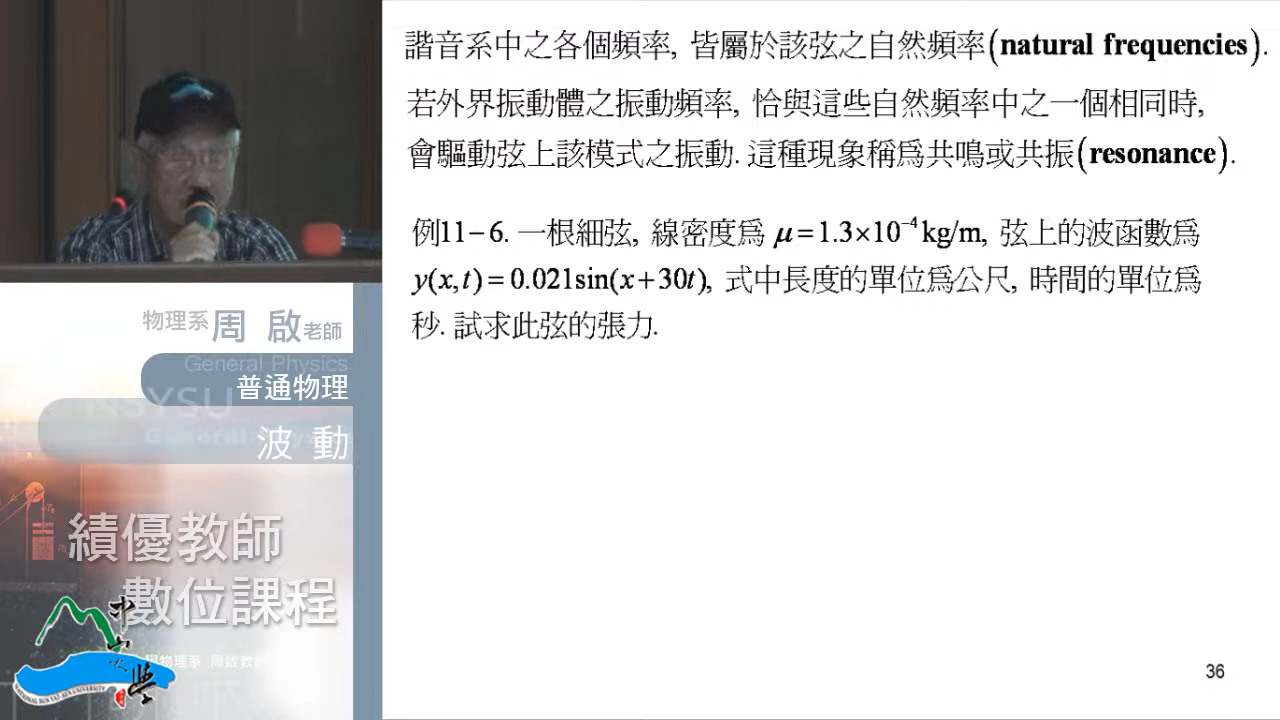 諧音系中之各個頻率, 皆屬於該弦之自然頻率(natural frequencies).
若外界振動體之振動頻率, 恰與這些自然頻率中之一個相同時,
會驅動弦上該模式之振動. 這種現象稱爲共鳴或共振(resonance).
例11-6. 一根細弦, 線密度爲 μ=1.3×10⁻⁴kg/m, 弦上的波函數爲
y(x,t)=0.021sin(x+30t), 式中長度的單位爲公尺, 時間的單位爲
秒. 試求此弦的張力.
36
物理系 周 啟 老師
General Physics
普通物理
NSYSU
General Phys
波 動
績優教師
數位課程